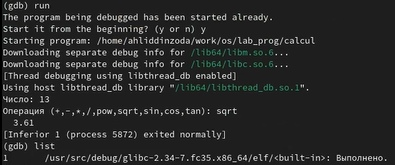 (gdb) run
The program being debugged has been started already.
Start it from the beginning? (y or n) y
Starting program: /home/ahliddinzoda/work/os/lab_prog/calcul
Downloading separate debug info for /lib64/libm.so.6...
Downloading separate debug info for /lib64/libc.so.6...
[Thread debugging using libthread_db enabled]
Using host libthread_db library "/lib64/libthread_db.so.1".
Число: 13
Операция (+,-,*,/,pow,sqrt,sin,cos,tan): sqrt
3.61
[Inferior 1 (process 5872) exited normally]
(gdb) list
1 /usr/src/debug/glibc-2.34-7.fc35.x86_64/elf/<built-in>: Выполнено.